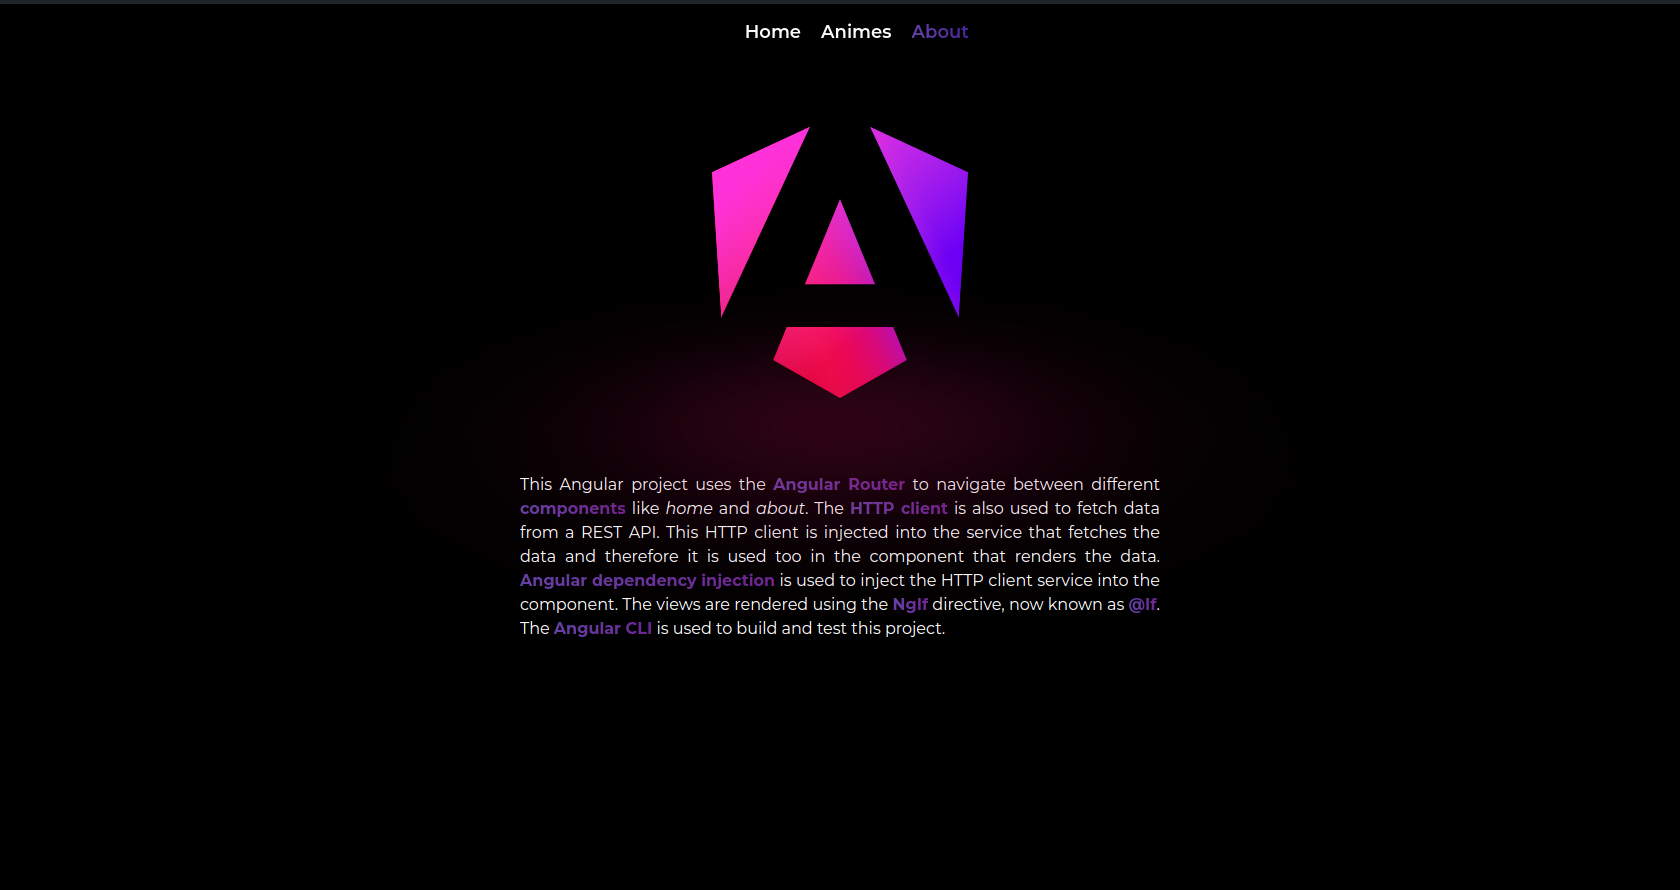 Home Animes About
This Angular project uses the Angular Router to navigate between different
components like home and about. The HTTP client is also used to fetch data
from a REST API. This HTTP client is injected into the service that fetches the
data and therefore it is used too in the component that renders the data.
Angular dependency injection is used to inject the HTTP client service into the
component. The views are rendered using the NgIf directive, now known as @If.
The Angular CLI is used to build and test this project.